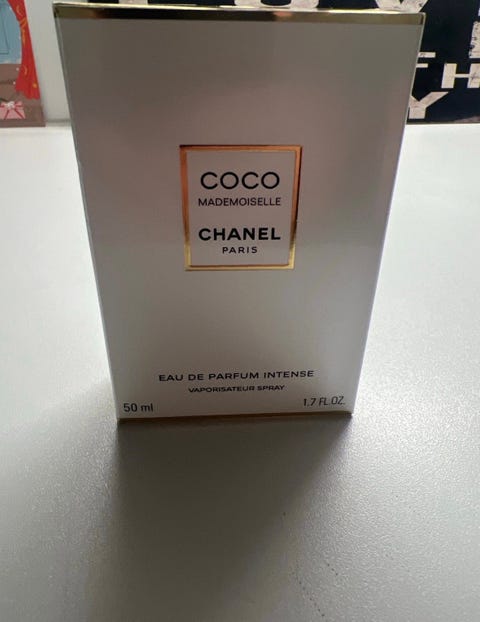 COCO
MADEMOISELLE
CHANEL
PARIS
EAU DE PARFUM INTENSE
VAPORISATEUR SPRAY
50 ml 1,7 FL.OZ.